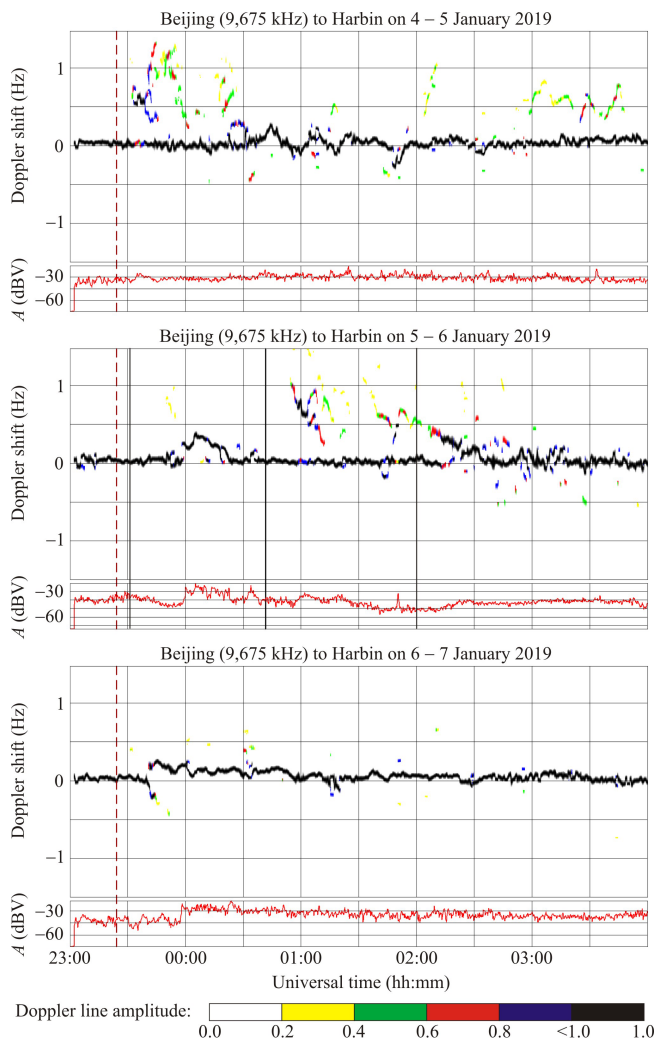 Beijing (9,675 kHz) to Harbin on 4 – 5 January 2019
Doppler shift (Hz)
1
0
−1
A (dBV)
−30
−60
Beijing (9,675 kHz) to Harbin on 5 – 6 January 2019
Doppler shift (Hz)
1
0
−1
A (dBV)
−30
−60
Beijing (9,675 kHz) to Harbin on 6 – 7 January 2019
Doppler shift (Hz)
1
0
−1
A (dBV)
−30
−60
23:00 00:00 01:00 02:00 03:00
Universal time (hh:mm)
Doppler line amplitude:
0.0 0.2 0.4 0.6 0.8 <1.0 1.0